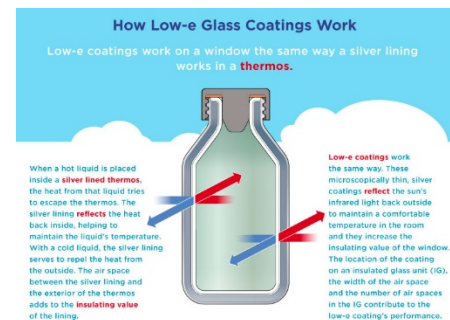 How Low-e Glass Coatings Work
Low-e coatings work on a window the same way a silver lining
works in a thermos.
When a hot liquid is placed
inside a silver lined thermos,
the heat from that liquid tries
to escape the thermos. The
silver lining reflects the heat
back inside, helping to
maintain the liquid's temperature.
With a cold liquid, the silver lining
serves to repel the heat from
the outside. The air space
between the silver lining and
the exterior of the thermos
adds to the insulating value
of the lining.
Low-e coatings work
the same way. These
microscopically thin, silver
coatings reflect the sun's
infrared light back outside
to maintain a comfortable
temperature in the room
and they increase the
insulating value of the window.
The location of the coating
on an insulated glass unit (IG),
the width of the air space
and the number of air spaces
in the IG contribute to the
low-e coating's performance.